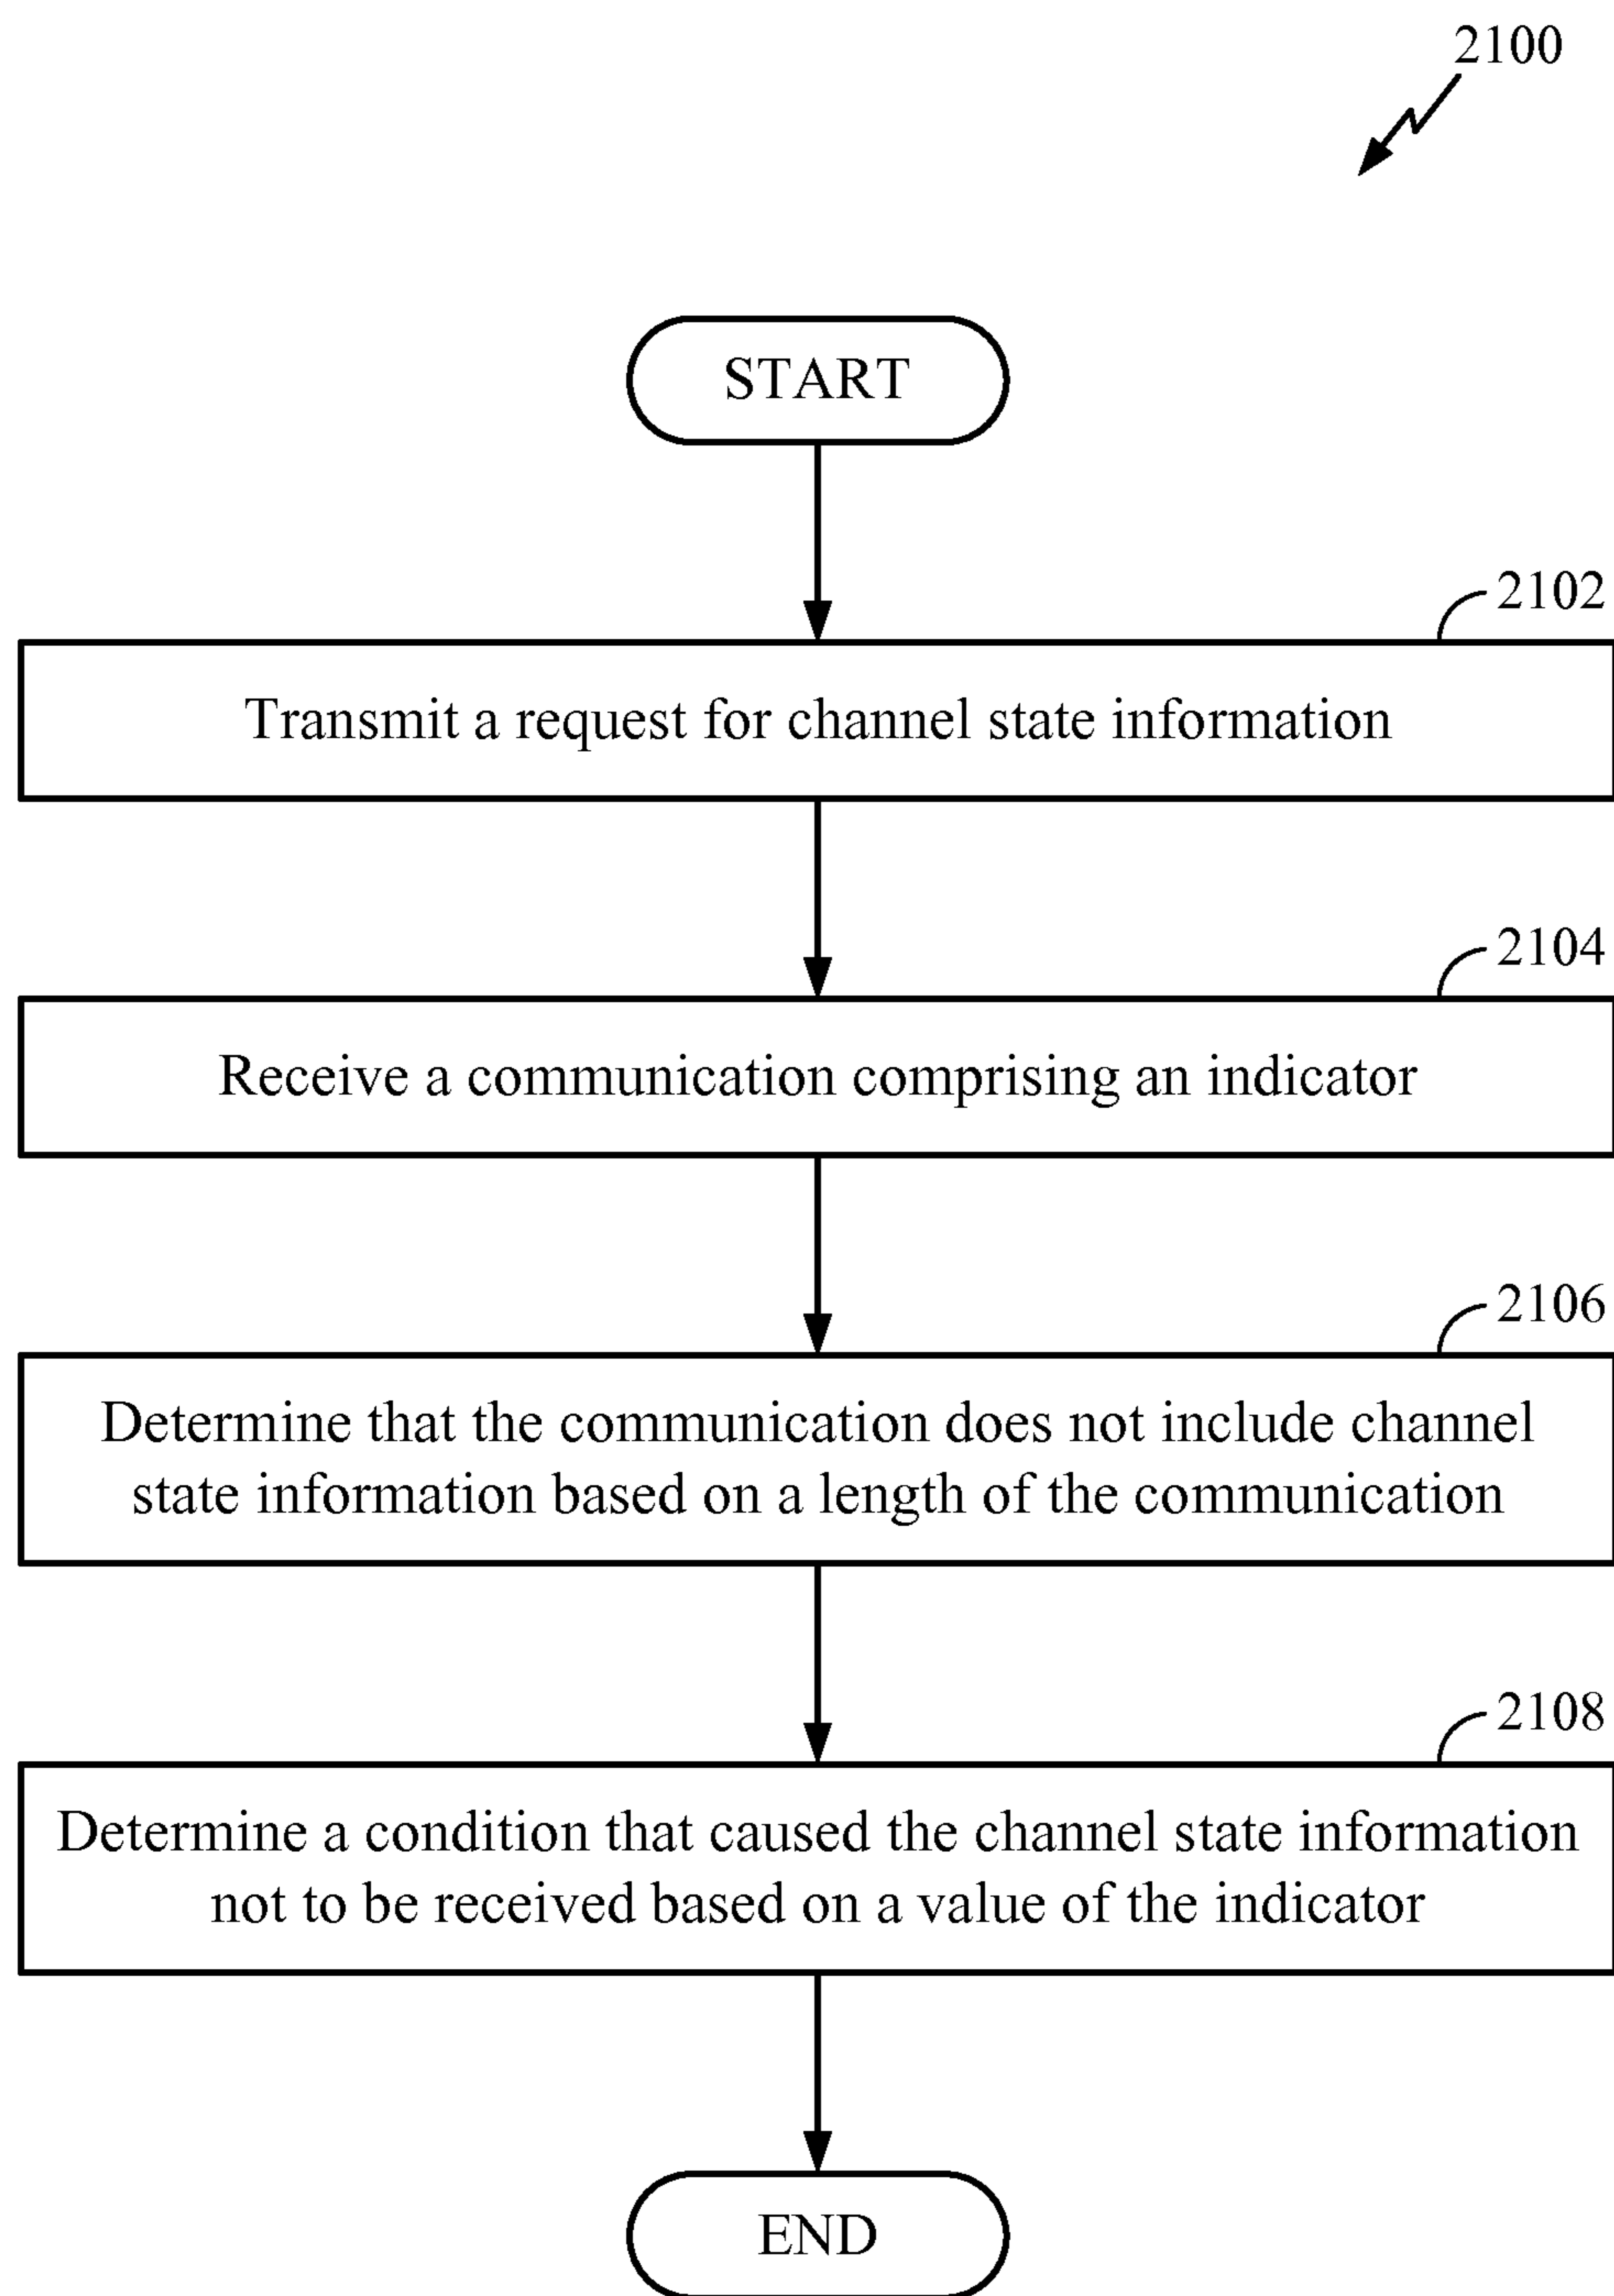 2100
START
2102
Transmit a request for channel state information
2104
Receive a communication comprising an indicator
2106
Determine that the communication does not include channel
state information based on a length of the communication
2108
Determine a condition that caused the channel state information
not to be received based on a value of the indicator
END